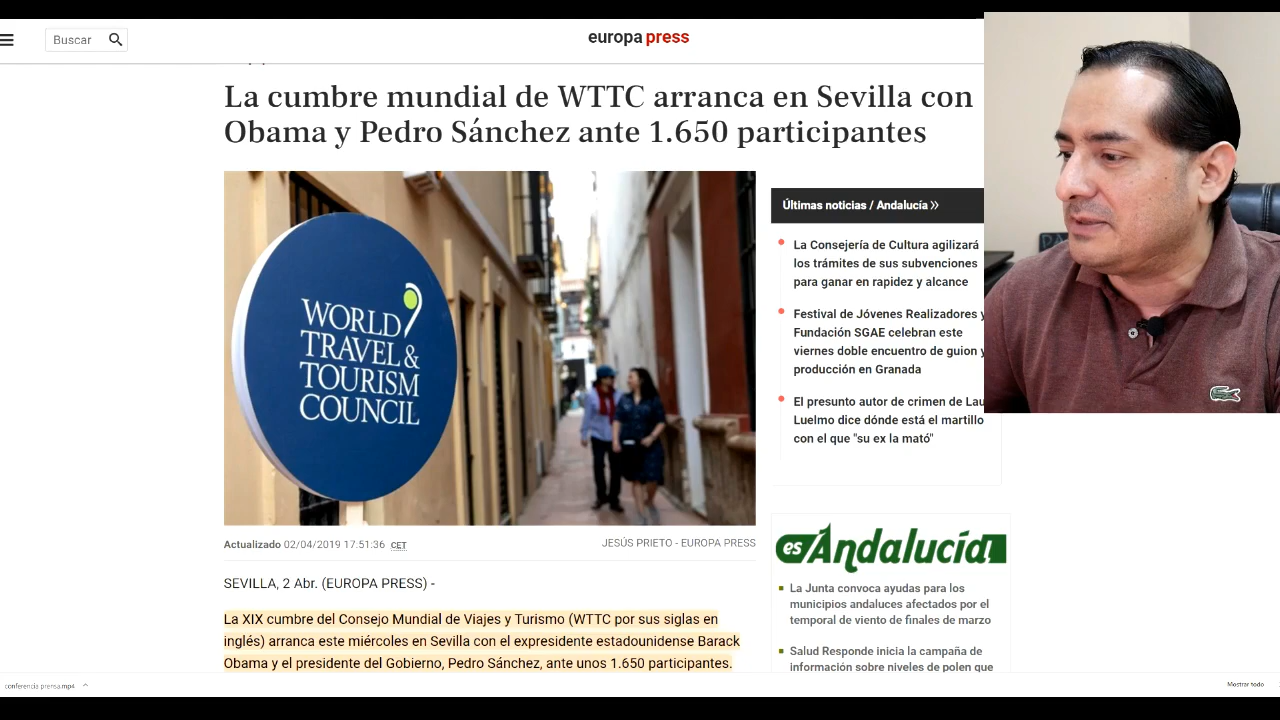 Buscar
europa press
La cumbre mundial de WTTC arranca en Sevilla con
Obama y Pedro Sánchez ante 1.650 participantes
WORLD
TRAVEL &
TOURISM
COUNCIL
Actualizado 02/04/2019 17:51:36 CET
JESÚS PRIETO - EUROPA PRESS
SEVILLA, 2 Abr. (EUROPA PRESS) -
La XIX cumbre del Consejo Mundial de Viajes y Turismo (WTTC por sus siglas en
inglés) arranca este miércoles en Sevilla con el expresidente estadounidense Barack
Obama y el presidente del Gobierno, Pedro Sánchez, ante unos 1.650 participantes.
Últimas noticias / Andalucía »
La Consejería de Cultura agilizará
los trámites de sus subvenciones
para ganar en rapidez y alcance
Festival de Jóvenes Realizadores y
Fundación SGAE celebran este
viernes doble encuentro de guion y
producción en Granada
El presunto autor de crimen de Lau
Luelmo dice dónde está el martillo
con el que "su ex la mató"
esAndalucía
La Junta convoca ayudas para los
municipios andaluces afectados por el
temporal de viento de finales de marzo
Salud Responde inicia la campaña de
información sobre niveles de polen que
conferencia prensa.mp4
Mostrar todo